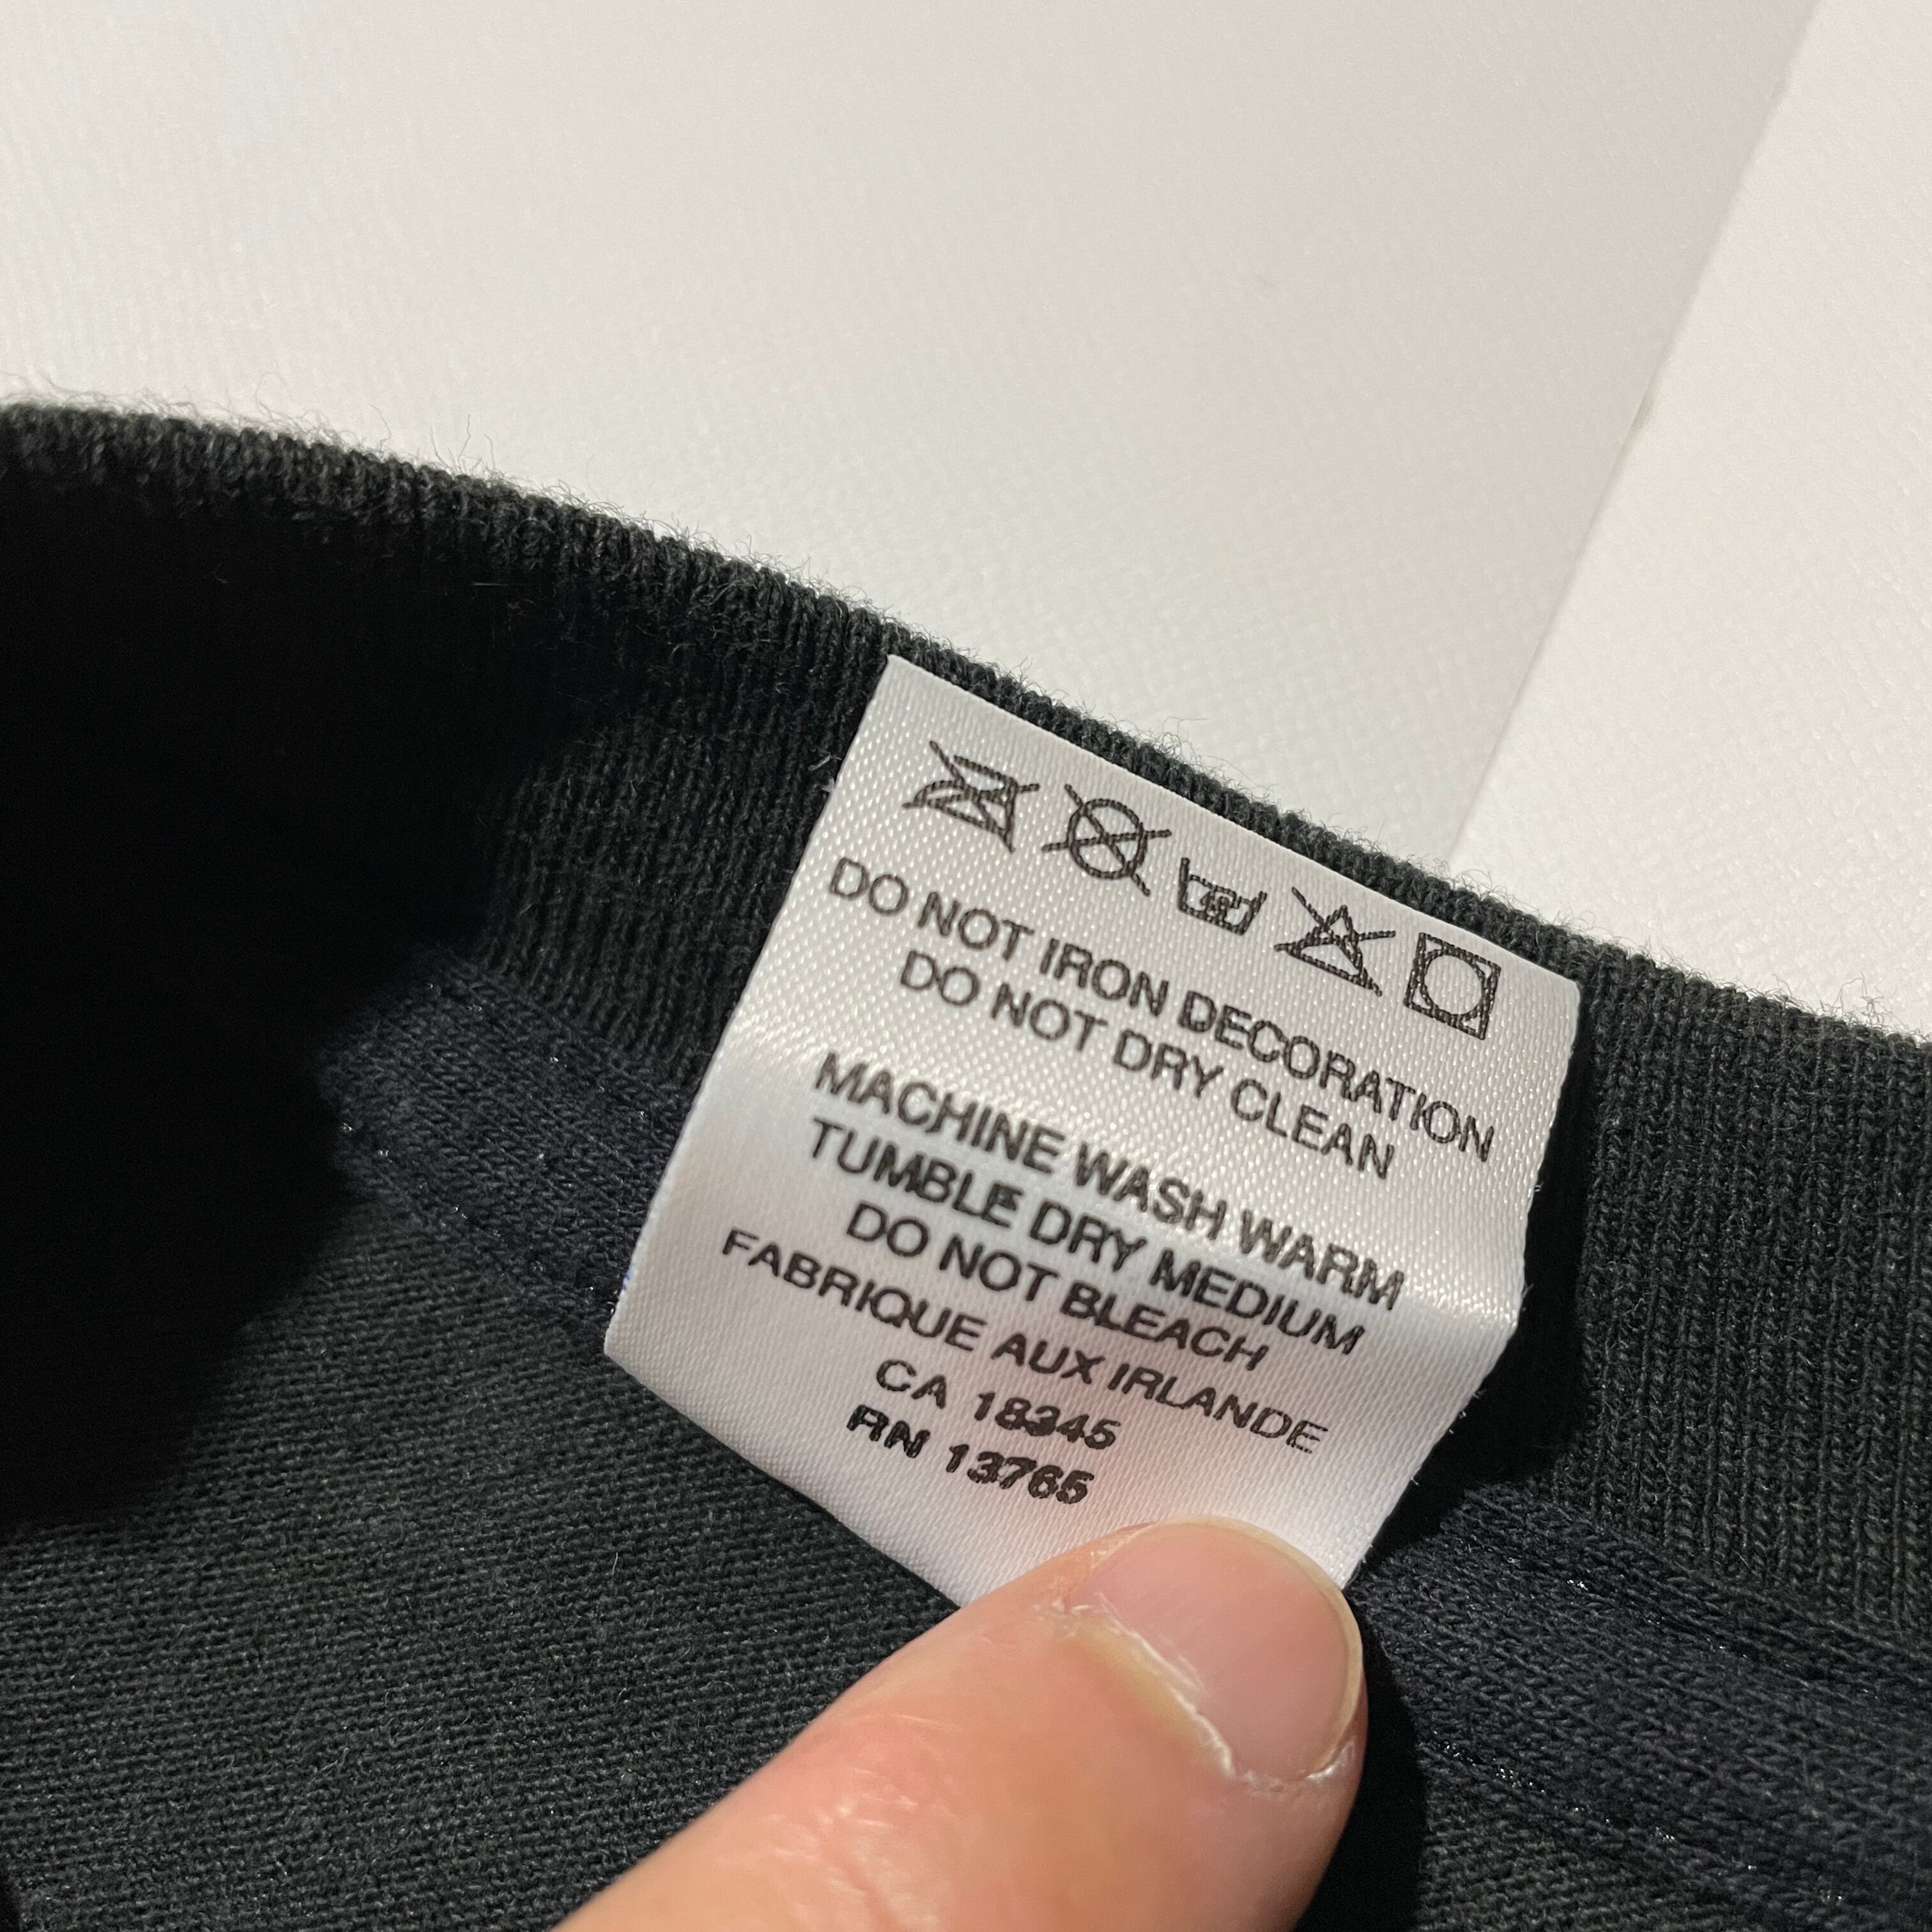 DO NOT IRON DECORATION
DO NOT DRY CLEAN
MACHINE WASH WARM
TUMBLE DRY MEDIUM
DO NOT BLEACH
FABRIQUE AUX IRLANDE
CA 18345
RN 13765